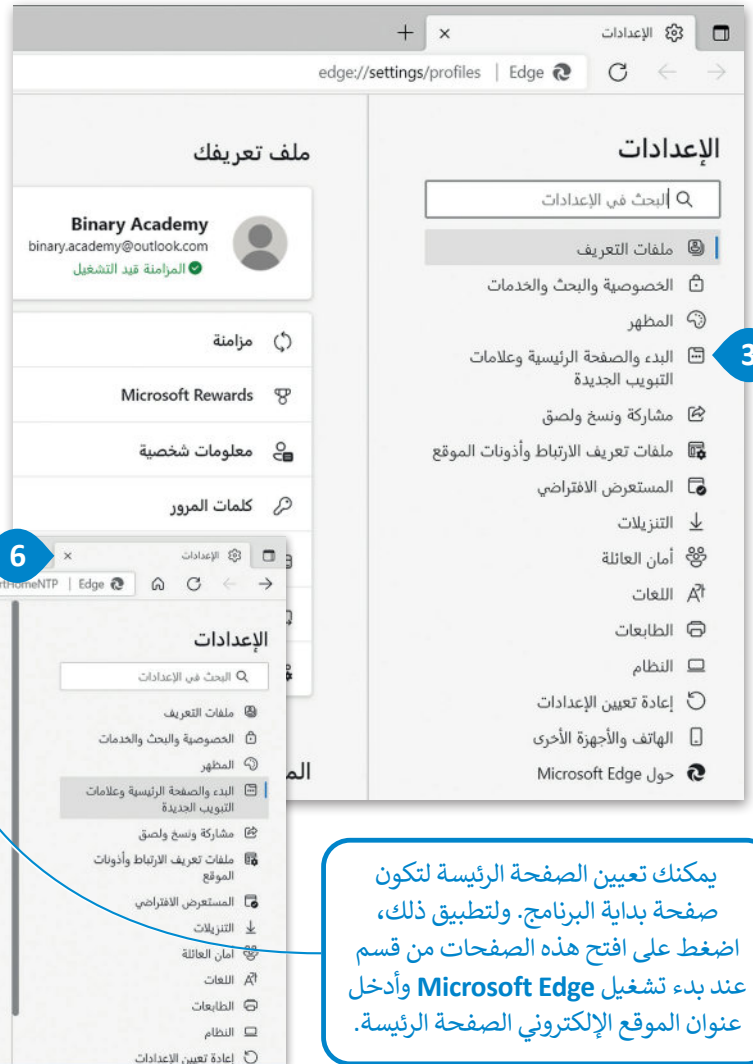 الإعدادات
edge://settings/profiles | Edge
الإعدادات
البحث في الإعدادات
ملفات التعريف
الخصوصية والبحث والخدمات
المظهر
3
البدء والصفحة الرئيسية وعلامات
التبويب الجديدة
مشاركة ونسخ ولصق
ملفات تعريف الارتباط وأذونات الموقع
المستعرض الافتراضي
التنزيلات
أمان العائلة
اللغات
الطابعات
النظام
إعادة تعيين الإعدادات
الهاتف والأجهزة الأخرى
حول Microsoft Edge
ملف تعريفك
Binary Academy
binary.academy@outlook.com
المزامنة قيد التشغيل
مزامنة
Microsoft Rewards
معلومات شخصية
كلمات المرور
6
الإعدادات
rtHomeNTP | Edge
الإعدادات
البحث في الإعدادات
ملفات التعريف
الخصوصية والبحث والخدمات
المظهر
البدء والصفحة الرئيسية وعلامات
التبويب الجديدة
مشاركة ونسخ ولصق
ملفات تعريف الارتباط وأذونات
الموقع
المستعرض الافتراضي
التنزيلات
أمان العائلة
اللغات
الطابعات
النظام
إعادة تعيين الإعدادات
يمكنك تعيين الصفحة الرئيسة لتكون
صفحة بداية البرنامج. ولتطبيق ذلك،
اضغط على افتح هذه الصفحات من قسم
عند بدء تشغيل Microsoft Edge وأدخل
عنوان الموقع الإلكتروني الصفحة الرئيسة.